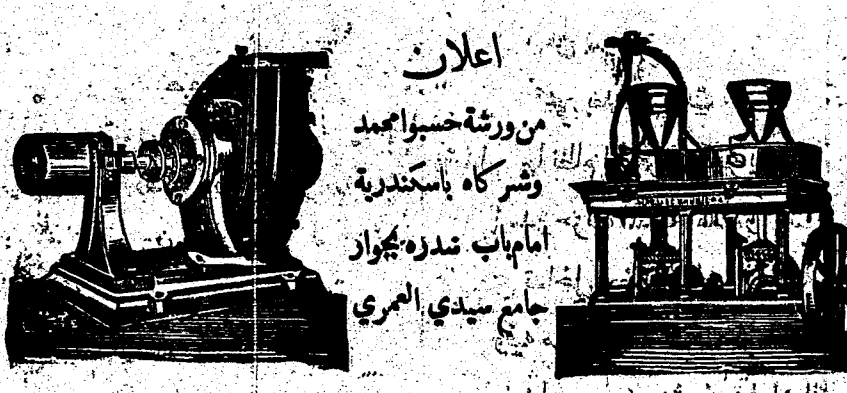 اعلان
من ورشة حسبو محمد
وشركاه باسكندرية
امام باب سدره بجوار
جامع سيدي العمري